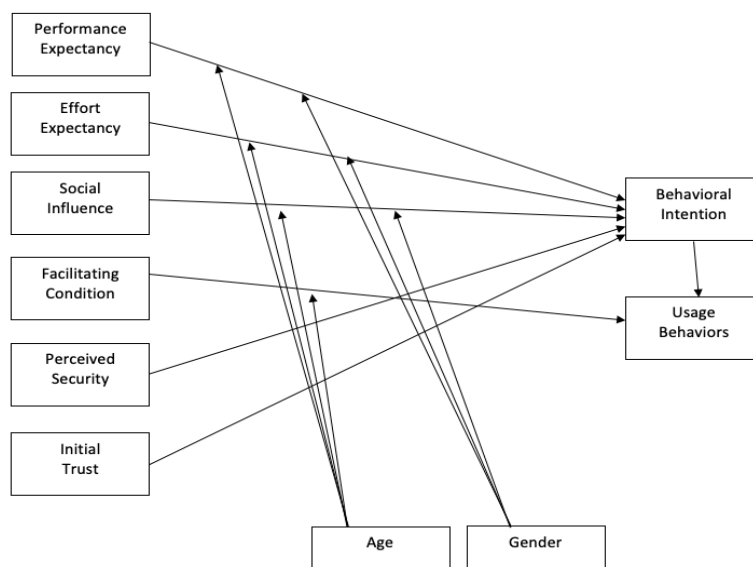 Performance
Expectancy
Effort
Expectancy
Social
Influence
Facilitating
Condition
Perceived
Security
Initial
Trust
Behavioral
Intention
Usage
Behaviors
Age
Gender